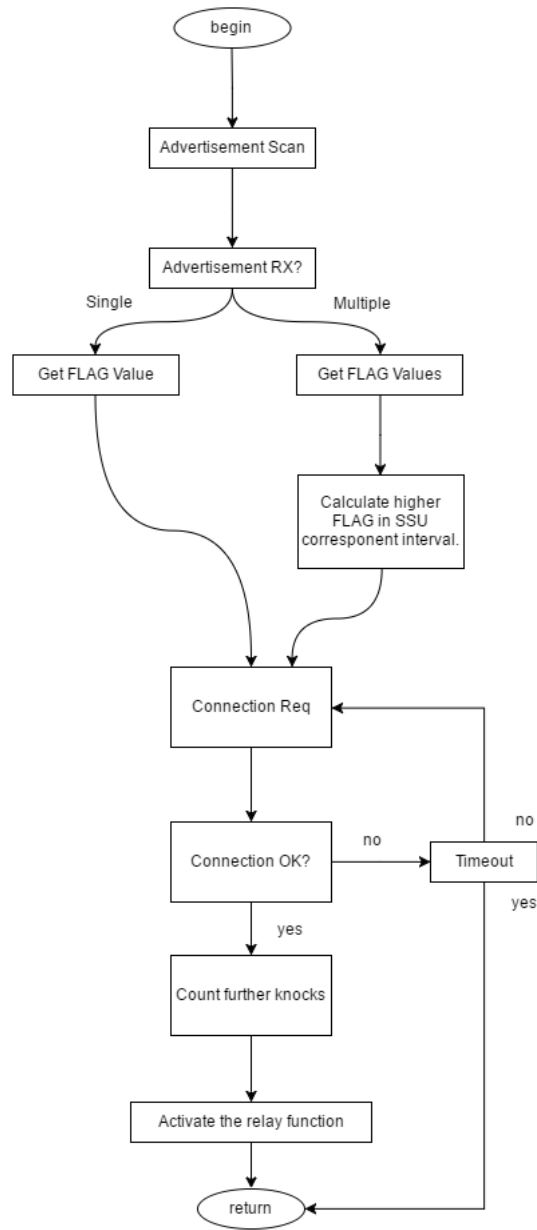 begin
Advertisement Scan
Advertisement RX?
Single
Multiple
Get FLAG Value
Get FLAG Values
Calculate higher
FLAG in SSU
corresponent interval.
Connection Req
no
Connection OK?
no
Timeout
yes
yes
Count further knocks
Activate the relay function
return